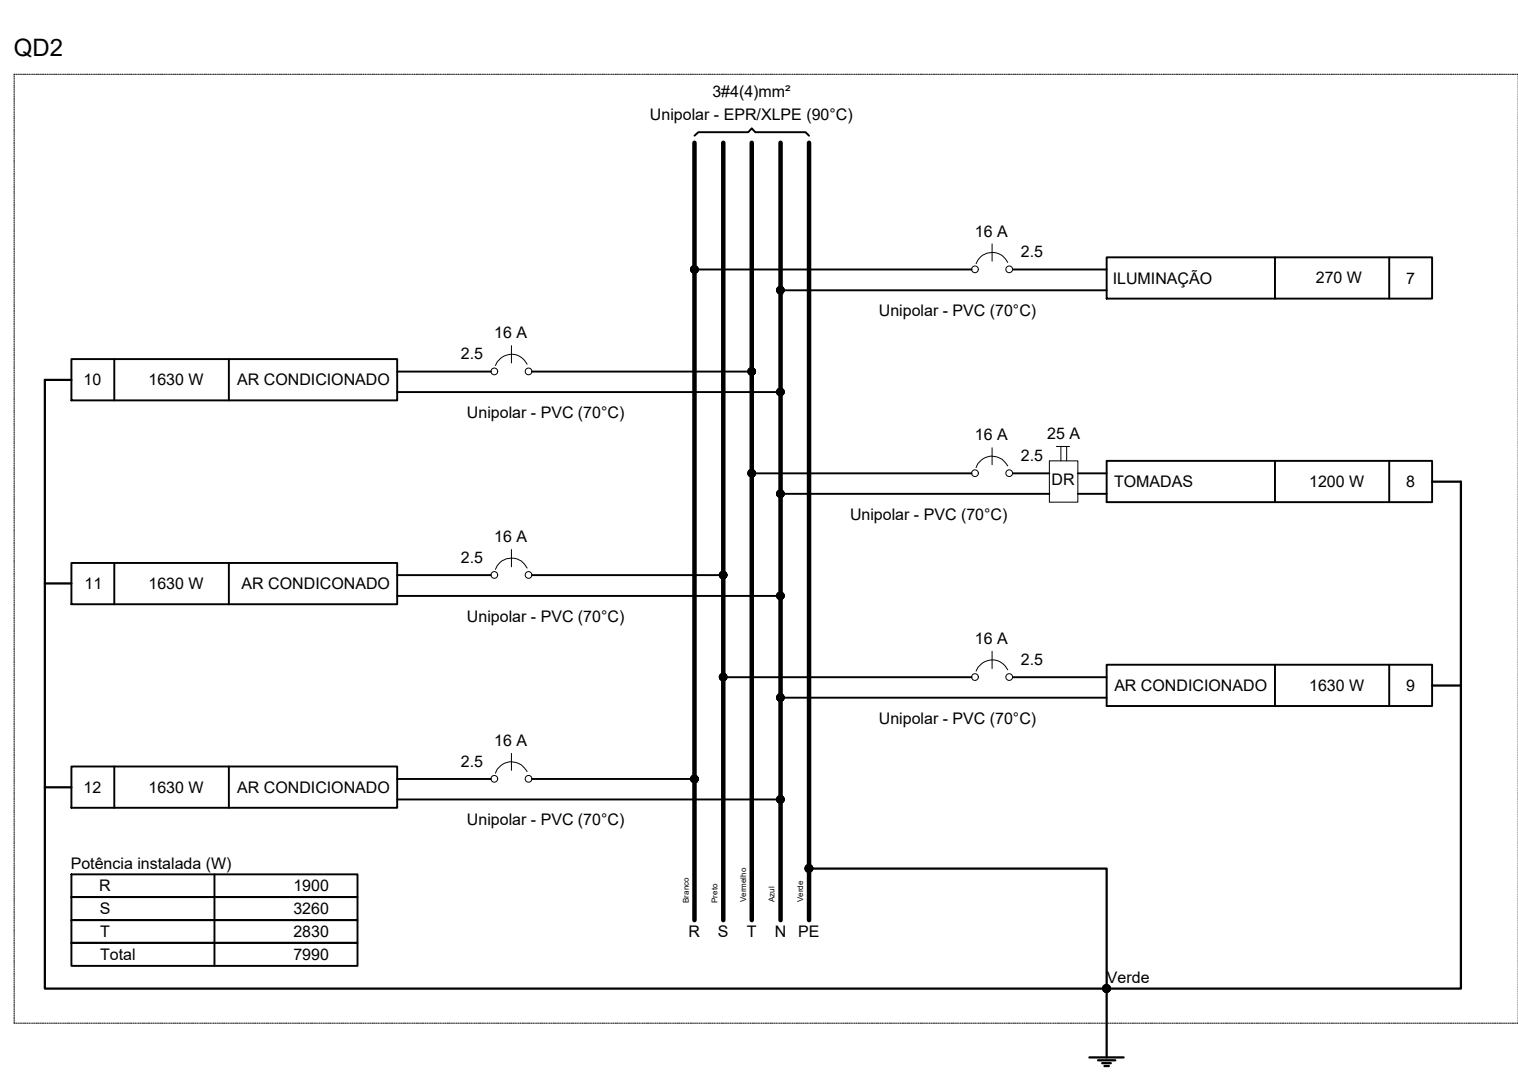 QD2
3#4(4)mm²
Unipolar - EPR/XLPE (90°C)
16 A
2.5
ILUMINAÇÃO 270 W 7
Unipolar - PVC (70°C)
16 A
2.5
10 1630 W AR CONDICIONADO
Unipolar - PVC (70°C)
16 A 25 A
2.5
DR
TOMADAS 1200 W 8
Unipolar - PVC (70°C)
16 A
2.5
11 1630 W AR CONDICONADO
Unipolar - PVC (70°C)
16 A
2.5
AR CONDICIONADO 1630 W 9
Unipolar - PVC (70°C)
16 A
2.5
12 1630 W AR CONDICIONADO
Unipolar - PVC (70°C)
Potência instalada (W)
R 1900
S 3260
T 2830
Total 7990
Branco Preto Vermelho Azul Verde
R S T N PE
Verde